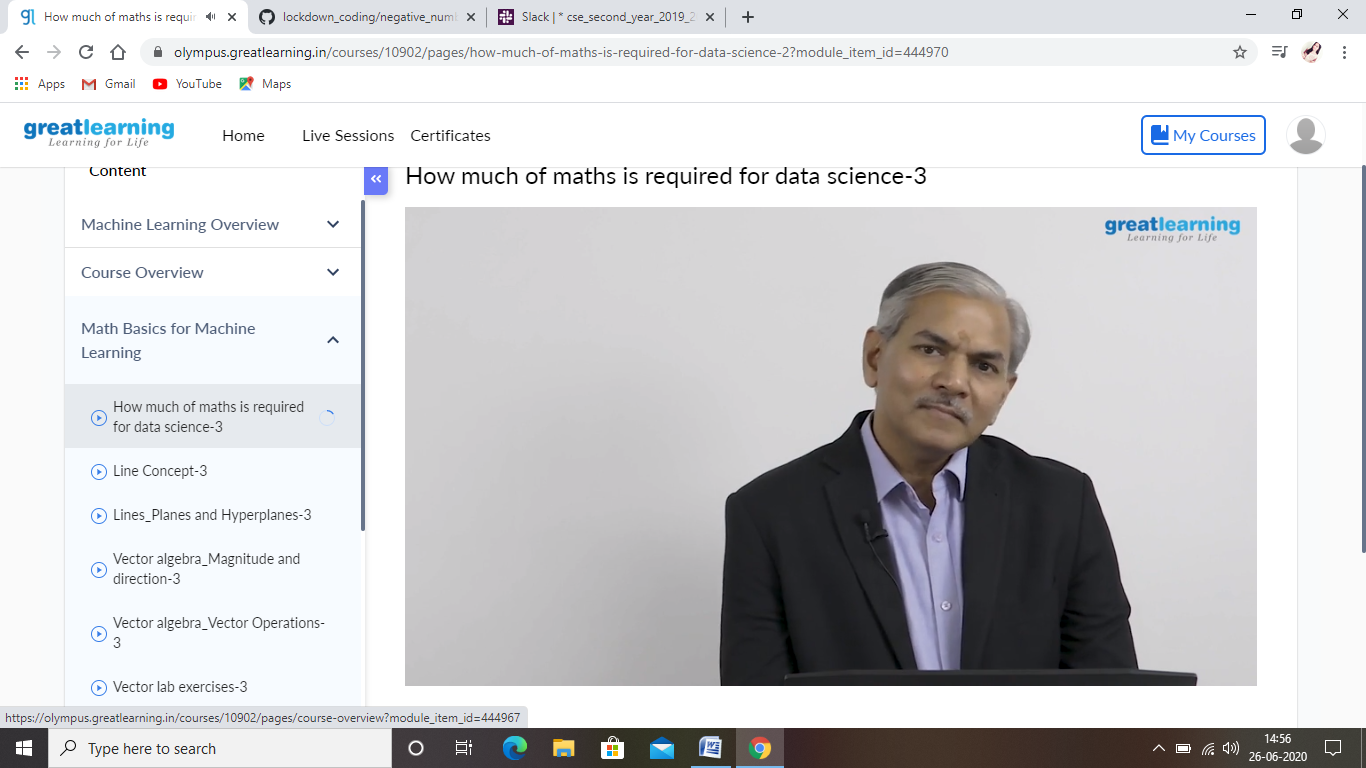 How much of maths is requir
lockdown_coding/negative_num
Slack | * cse_second_year_2019_2
olympus.greatlearning.in/courses/10902/pages/how-much-of-maths-is-required-for-data-science-2?module_item_id=444970
Apps
Gmail
YouTube
Maps
greatlearning
Learning for Life
Home
Live Sessions
Certificates
My Courses
Content
How much of maths is required for data science-3
Machine Learning Overview
Course Overview
Math Basics for Machine
Learning
How much of maths is required
for data science-3
Line Concept-3
Lines_Planes and Hyperplanes-3
Vector algebra_Magnitude and
direction-3
Vector algebra_Vector Operations-
3
Vector lab exercises-3
greatlearning
Learning for Life
https://olympus.greatlearning.in/courses/10902/pages/course-overview?module_item_id=444967
Type here to search
14:56
26-06-2020